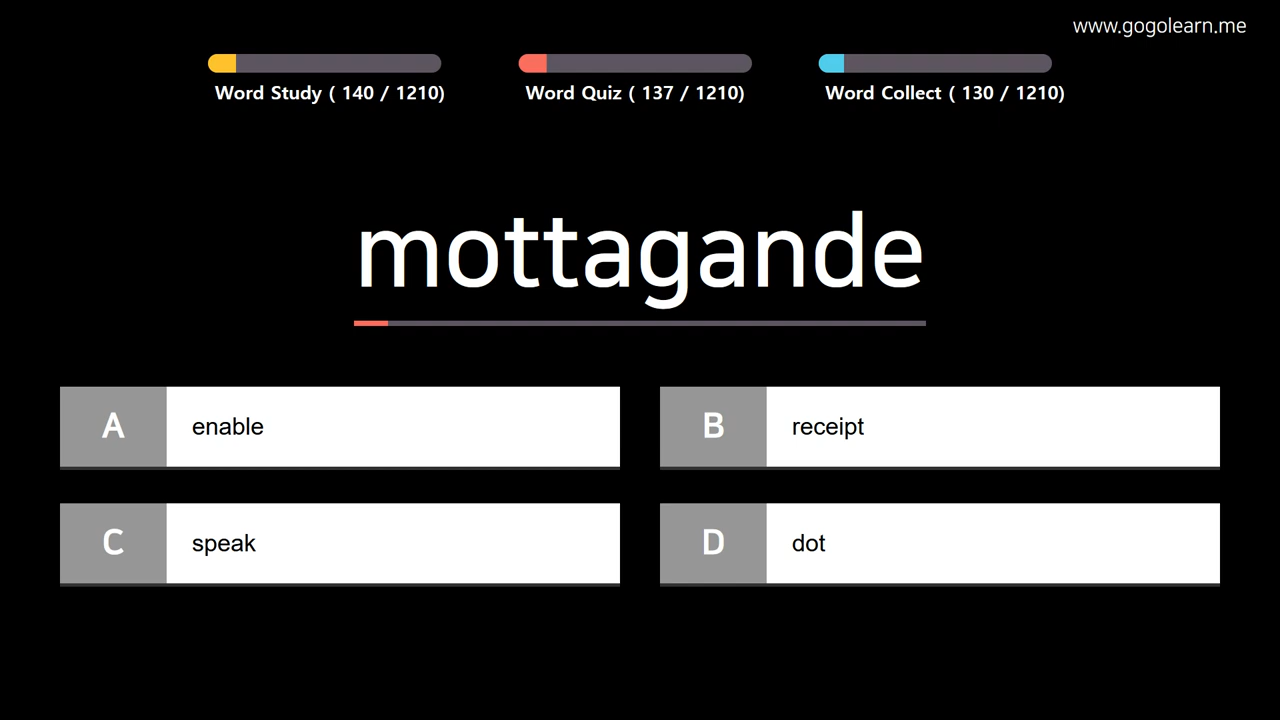 www.gogolearn.me
Word Study ( 140 / 1210)
Word Quiz ( 137 / 1210)
Word Collect ( 130 / 1210)
mottagande
A enable
B receipt
C speak
D dot